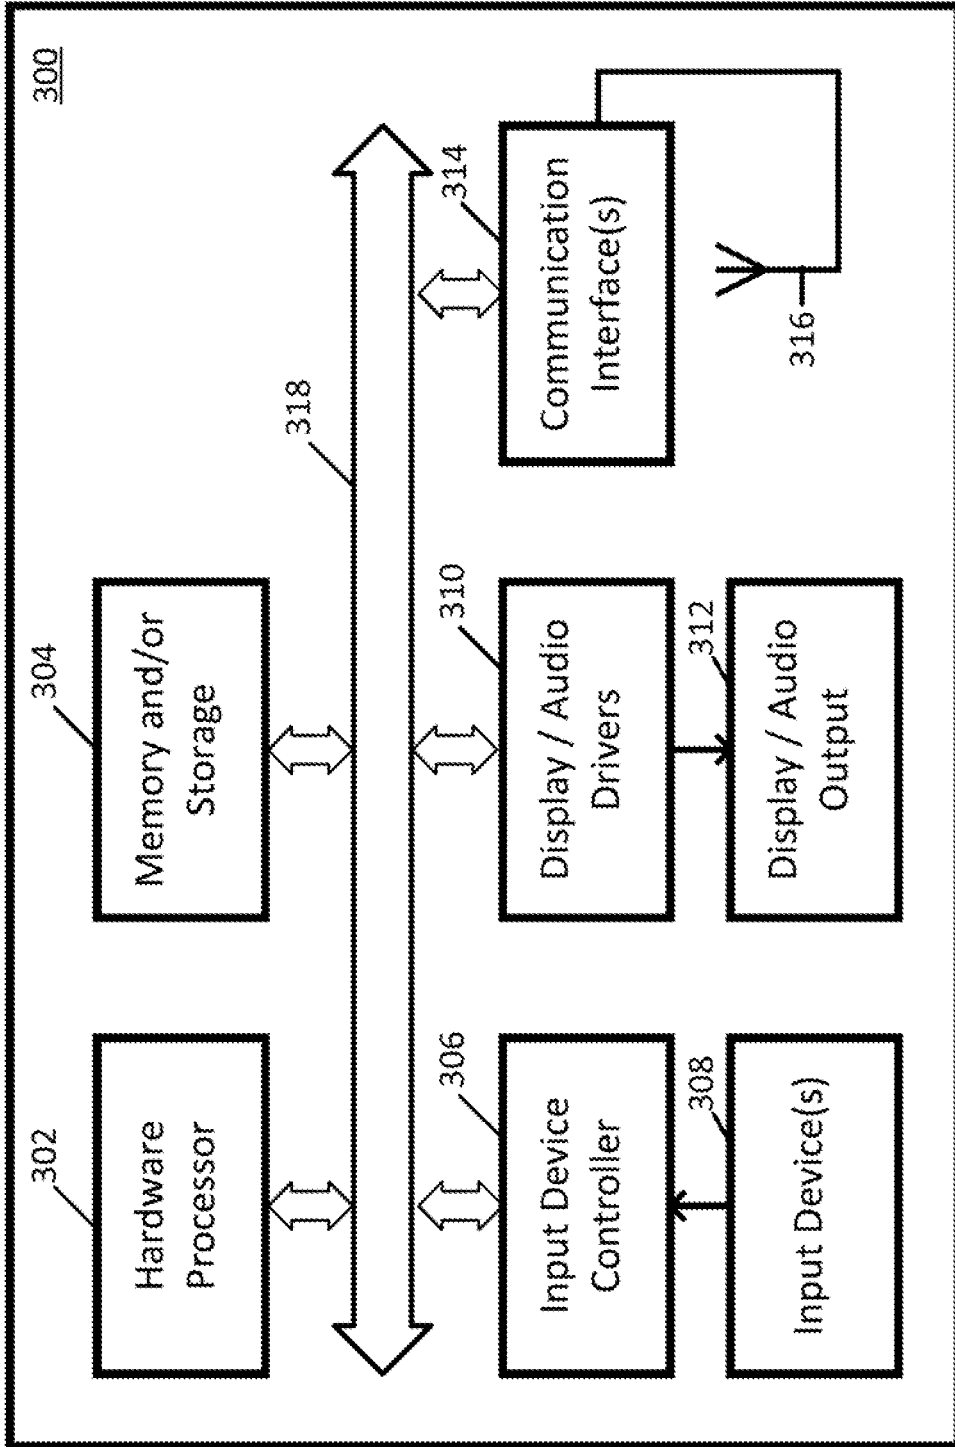 300
302
Hardware
Processor
304
Memory and/or
Storage
318
306
Input Device
Controller
310
Display / Audio
Drivers
314
Communication
Interface(s)
308
Input Device(s)
312
Display / Audio
Output
316